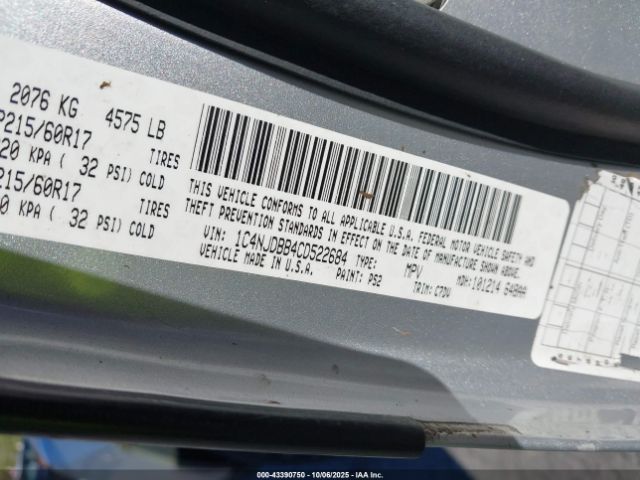 2076 KG 4575 LB
P215/60R17 TIRES
20 KPA ( 32 PSI) COLD
215/60R17 TIRES
0 KPA ( 32 PSI) COLD
THIS VEHICLE CONFORMS TO ALL APPLICABLE U.S.A. FEDERAL MOTOR VEHICLE SAFETY AND
THEFT PREVENTION STANDARDS IN EFFECT ON THE DATE OF MANUFACTURE SHOWN ABOVE.
VIN: 1C4NJDBB4CD522684 TYPE: MPV MDH:101214 648AA
VEHICLE MADE IN U.S.A. PAINT: PS2 TRIM: C7DV
000-43390750 | 10/06/2025 | IAA Inc.